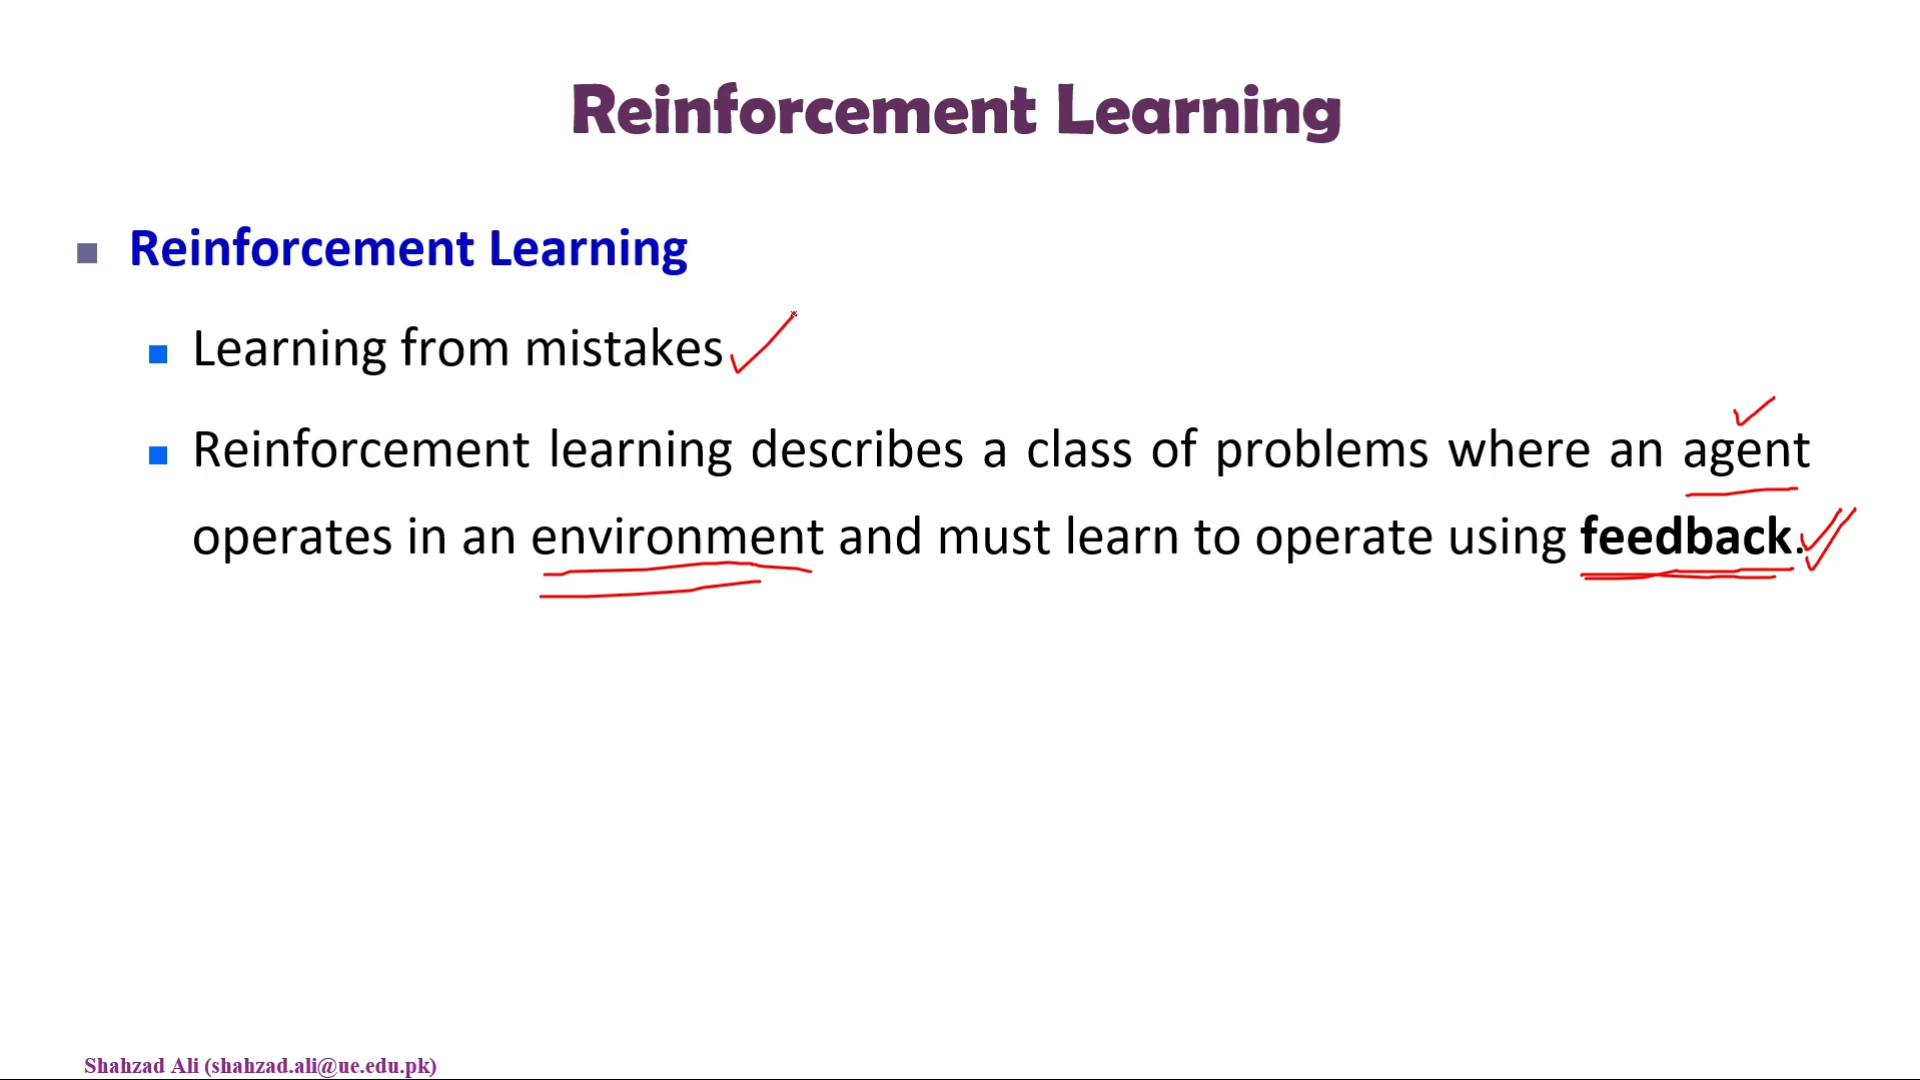 Reinforcement Learning
Reinforcement Learning
Learning from mistakes
Reinforcement learning describes a class of problems where an agent
operates in an environment and must learn to operate using feedback.
Shahzad Ali (shahzad.ali@ue.edu.pk)